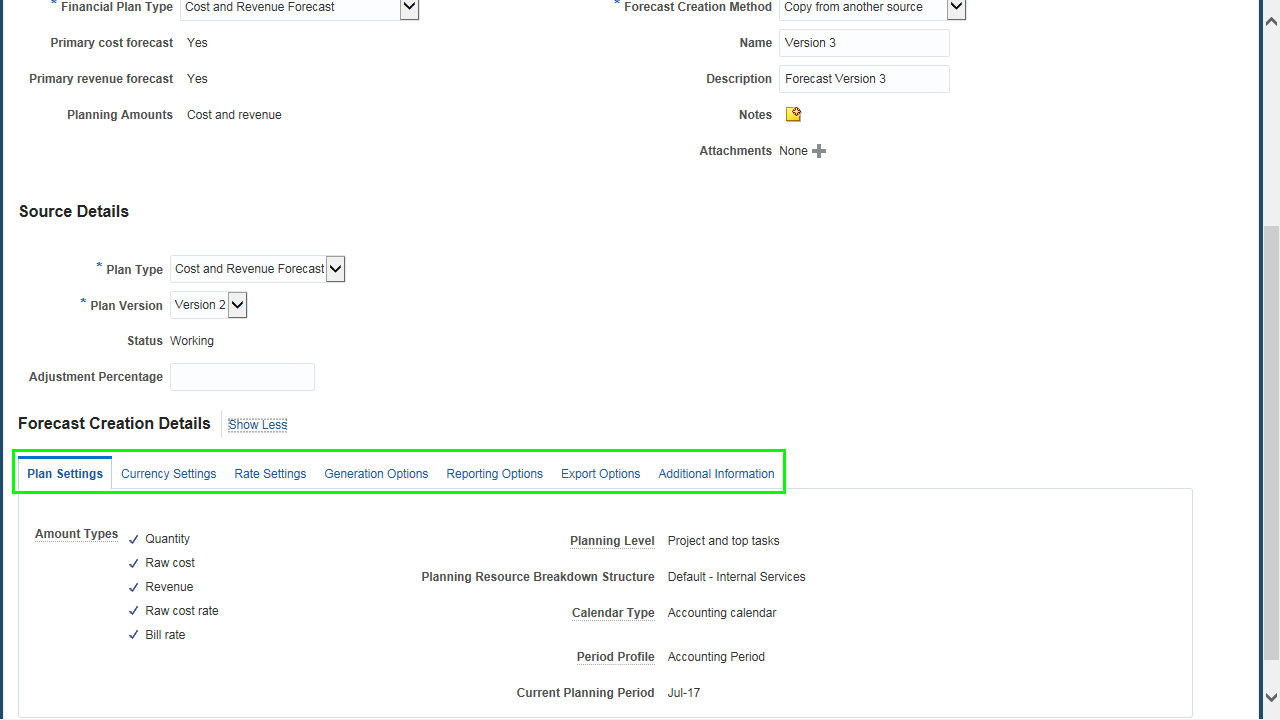 * Financial Plan Type Cost and Revenue Forecast
* Forecast Creation Method Copy from another source
Primary cost forecast Yes
Name Version 3
Primary revenue forecast Yes
Description Forecast Version 3
Planning Amounts Cost and revenue
Notes
Attachments None
Source Details
* Plan Type Cost and Revenue Forecast
* Plan Version Version 2
Status Working
Adjustment Percentage
Forecast Creation Details Show Less
Plan Settings Currency Settings Rate Settings Generation Options Reporting Options Export Options Additional Information
Amount Types Quantity
Raw cost
Revenue
Raw cost rate
Bill rate
Planning Level Project and top tasks
Planning Resource Breakdown Structure Default - Internal Services
Calendar Type Accounting calendar
Period Profile Accounting Period
Current Planning Period Jul-17